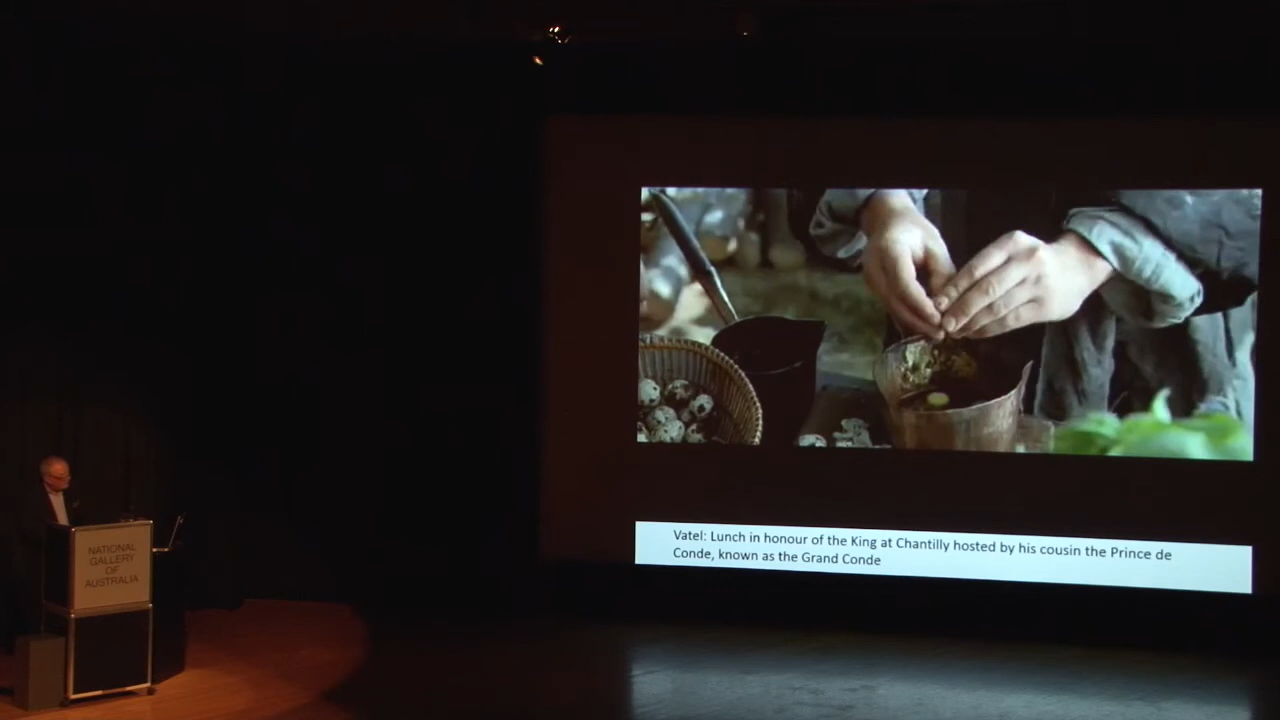 NATIONAL
GALLERY
OF
AUSTRALIA
Vatel: Lunch in honour of the King at Chantilly hosted by his cousin the Prince de
Conde, known as the Grand Conde